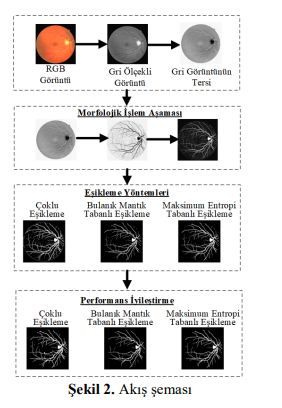 RGB
Görüntü
Gri Ölçekli
Görüntü
Gri Görüntünün
Tersi
Morfolojik İşlem Aşaması
Eşikleme Yöntemleri
Çoklu
Eşikleme
Bulanık Mantık
Tabanlı Eşikleme
Maksimum Entropi
Tabanlı Eşikleme
Performans İyileştirme
Çoklu
Eşikleme
Bulanık Mantık
Tabanlı Eşikleme
Maksimum Entropi
Tabanlı Eşikleme
Şekil 2. Akış şeması